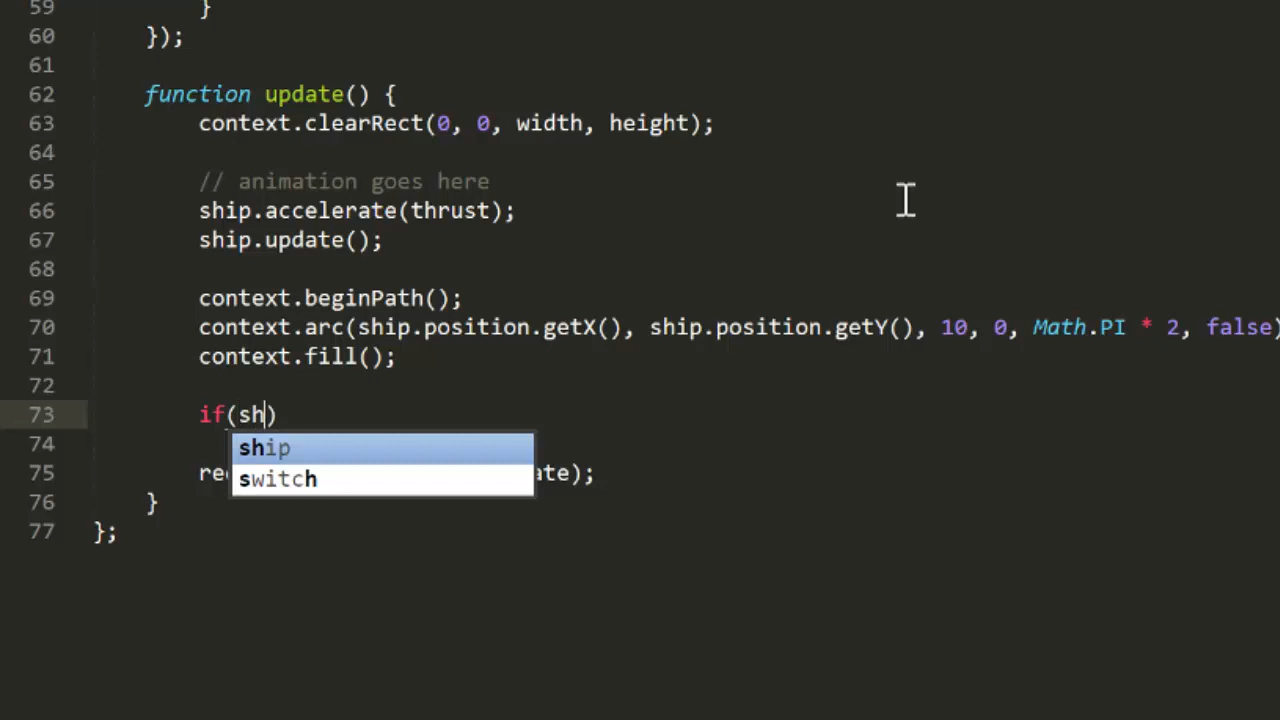 59 }
60 });
61
62 function update() {
63 context.clearRect(0, 0, width, height);
64
65 // animation goes here
66 ship.accelerate(thrust);
67 ship.update();
68
69 context.beginPath();
70 context.arc(ship.position.getX(), ship.position.getY(), 10, 0, Math.PI * 2, false)
71 context.fill();
72
73 if(sh)
ship
74
switch
75 ate);
76 }
77 };